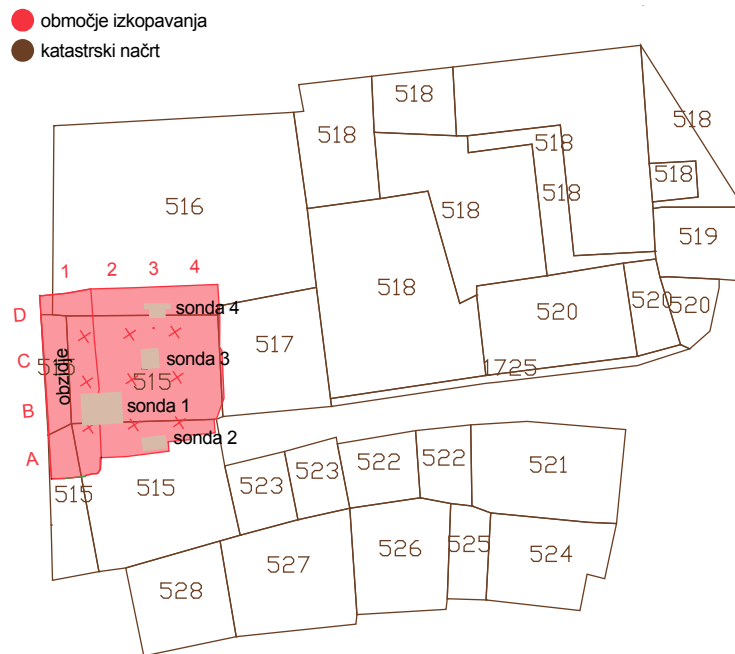 območje izkopavanja
katastrski načrt
518
518
518
518
518
518
516
518
519
1 2 3 4
518
D
sonda 4
520
520
520
517
obzidje
C
515
sonda 3
515
1725
B
sonda 1
sonda 2
A
523
523
522
522
521
515
515
526
525
524
527
528